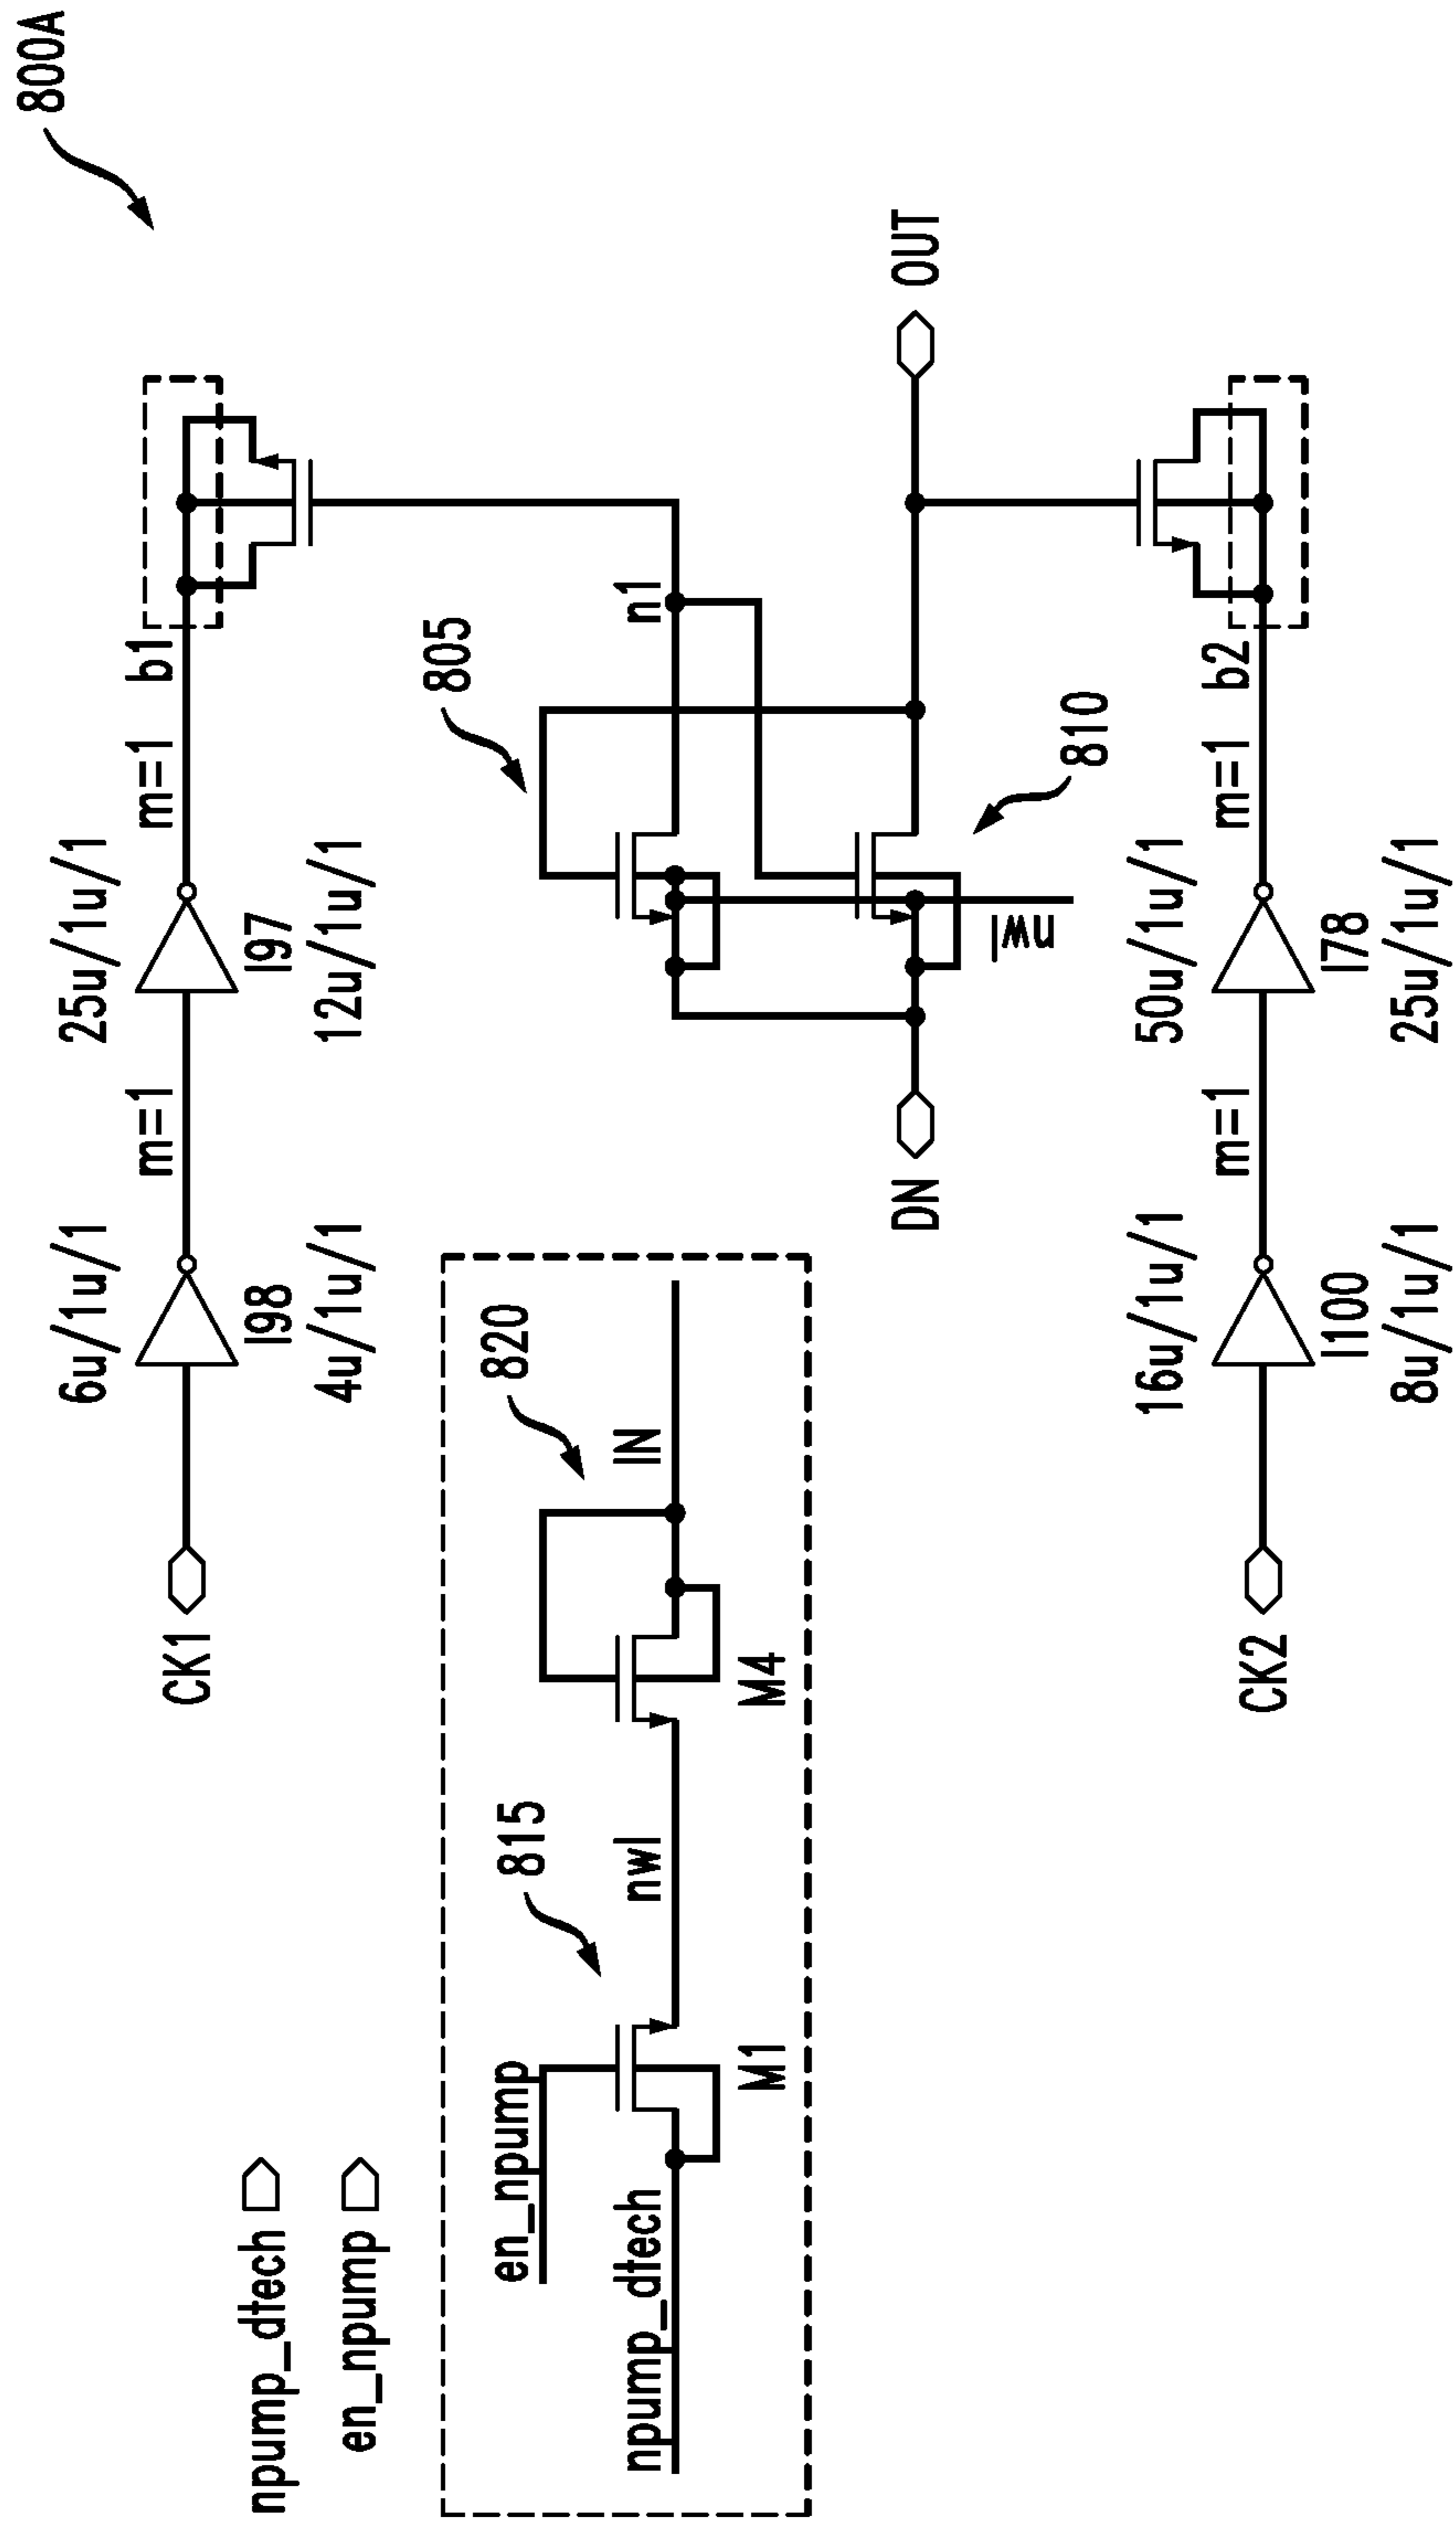 800A
25u/1u/1
m=1
b1
I97
12u/1u/1
6u/1u/1
m=1
I98
4u/1u/1
CK1
805
n1
OUT
810
nwl
DN
npump_dtech
en_npump
en_npump
815
820
npump_dtech
nwl
IN
M1
M4
50u/1u/1
m=1
b2
I78
25u/1u/1
16u/1u/1
m=1
I100
8u/1u/1
CK2